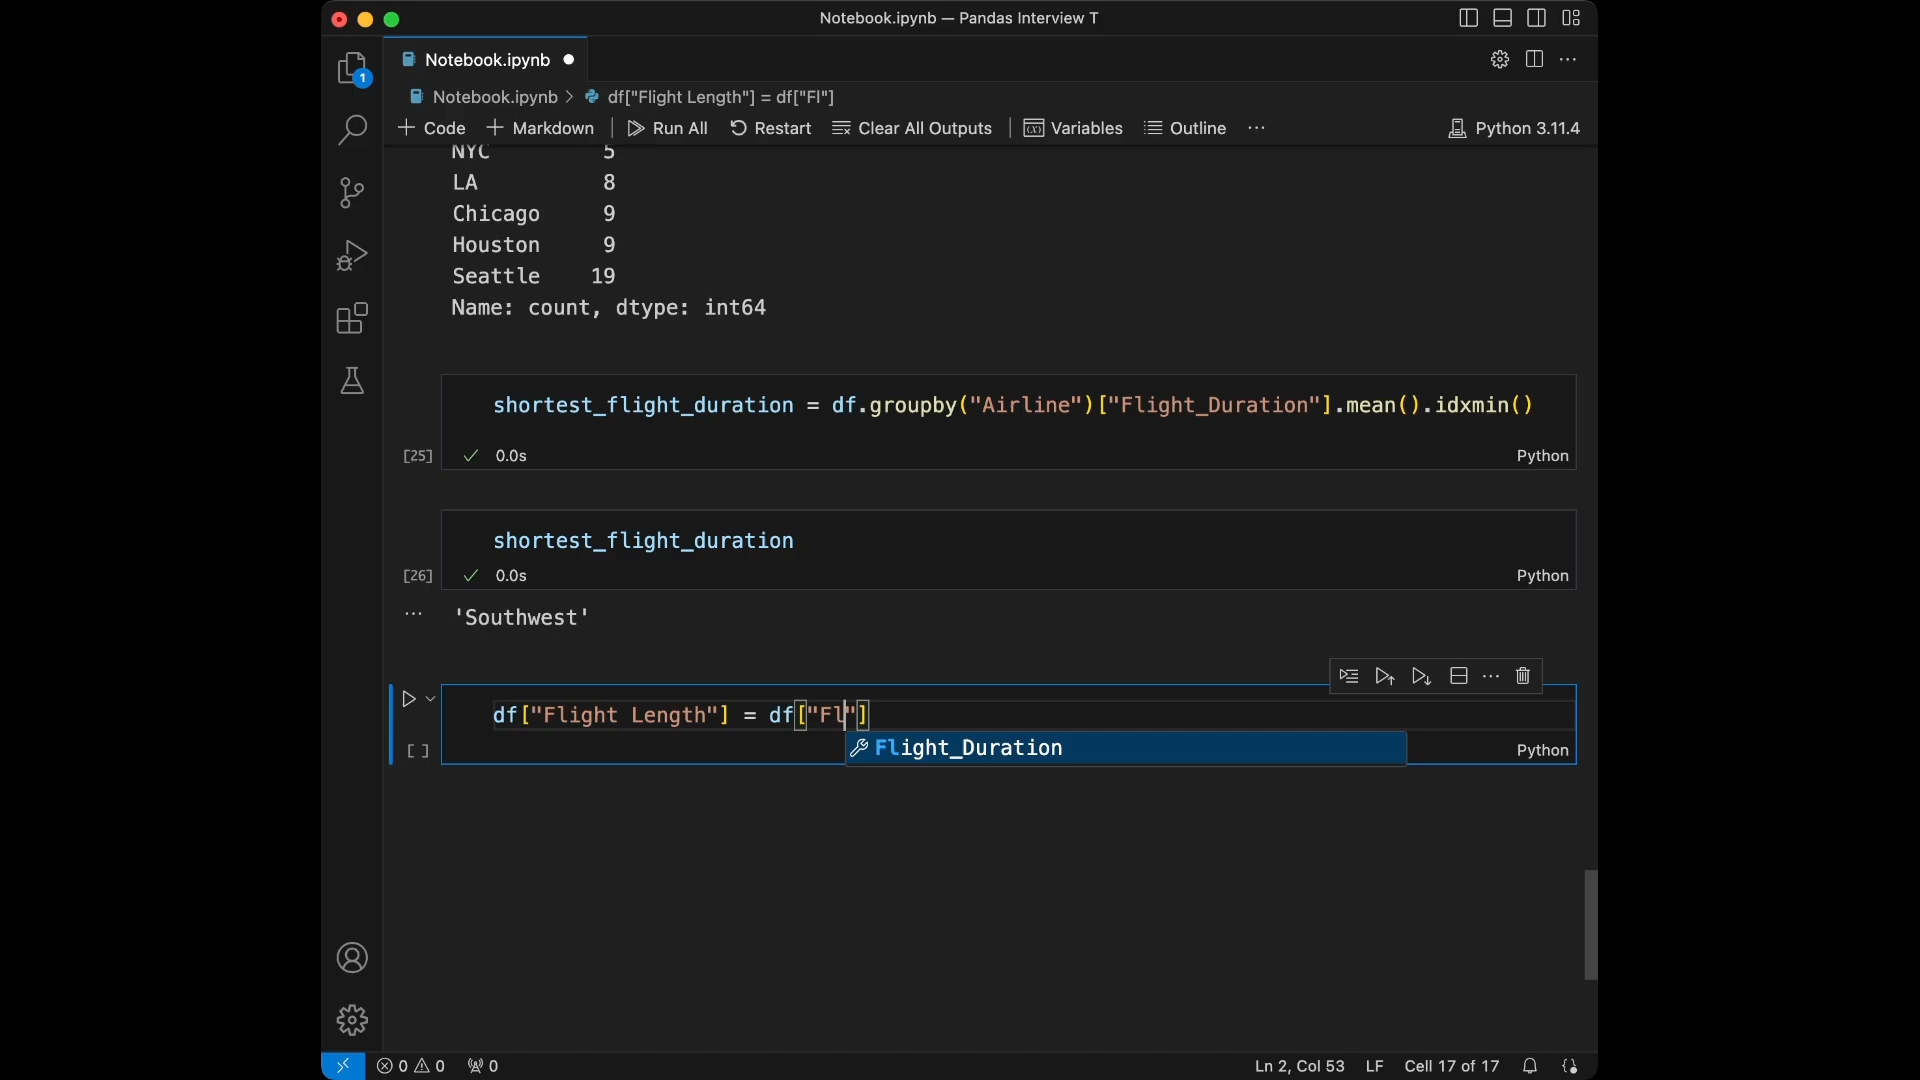 Notebook.ipynb — Pandas Interview T
1
Notebook.ipynb
Notebook.ipynb > df["Flight Length"] = df["Fl"]
Code Markdown Run All Restart Clear All Outputs Variables Outline ... Python 3.11.4
NYC 5
LA 8
Chicago 9
Houston 9
Seattle 19
Name: count, dtype: int64
shortest_flight_duration = df.groupby("Airline")["Flight_Duration"].mean().idxmin()
[25] 0.0s Python
shortest_flight_duration
[26] 0.0s Python
... 'Southwest'
df["Flight Length"] = df["Fl"]
Flight_Duration
[ ] Python
0 0 0 Ln 2, Col 53 LF Cell 17 of 17